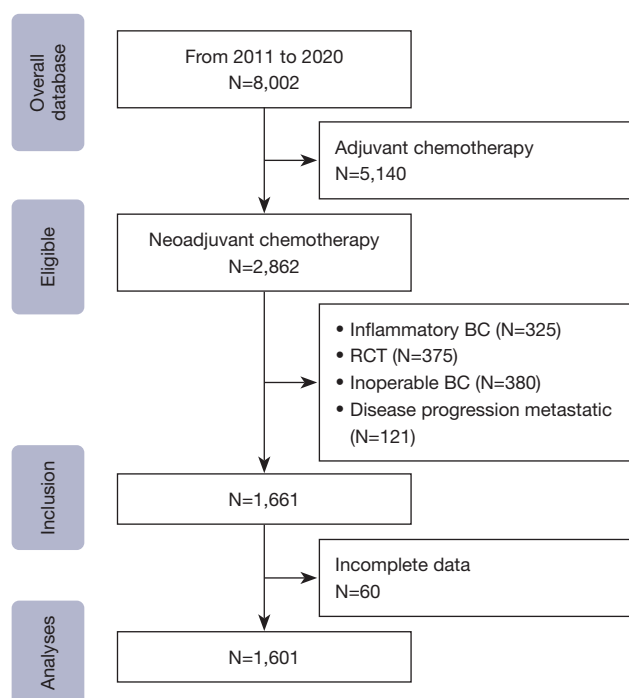 Overall
database
From 2011 to 2020
N=8,002
Adjuvant chemotherapy
N=5,140
Eligible
Neoadjuvant chemotherapy
N=2,862
• Inflammatory BC (N=325)
• RCT (N=375)
• Inoperable BC (N=380)
• Disease progression metastatic
(N=121)
Inclusion
N=1,661
Incomplete data
N=60
Analyses
N=1,601